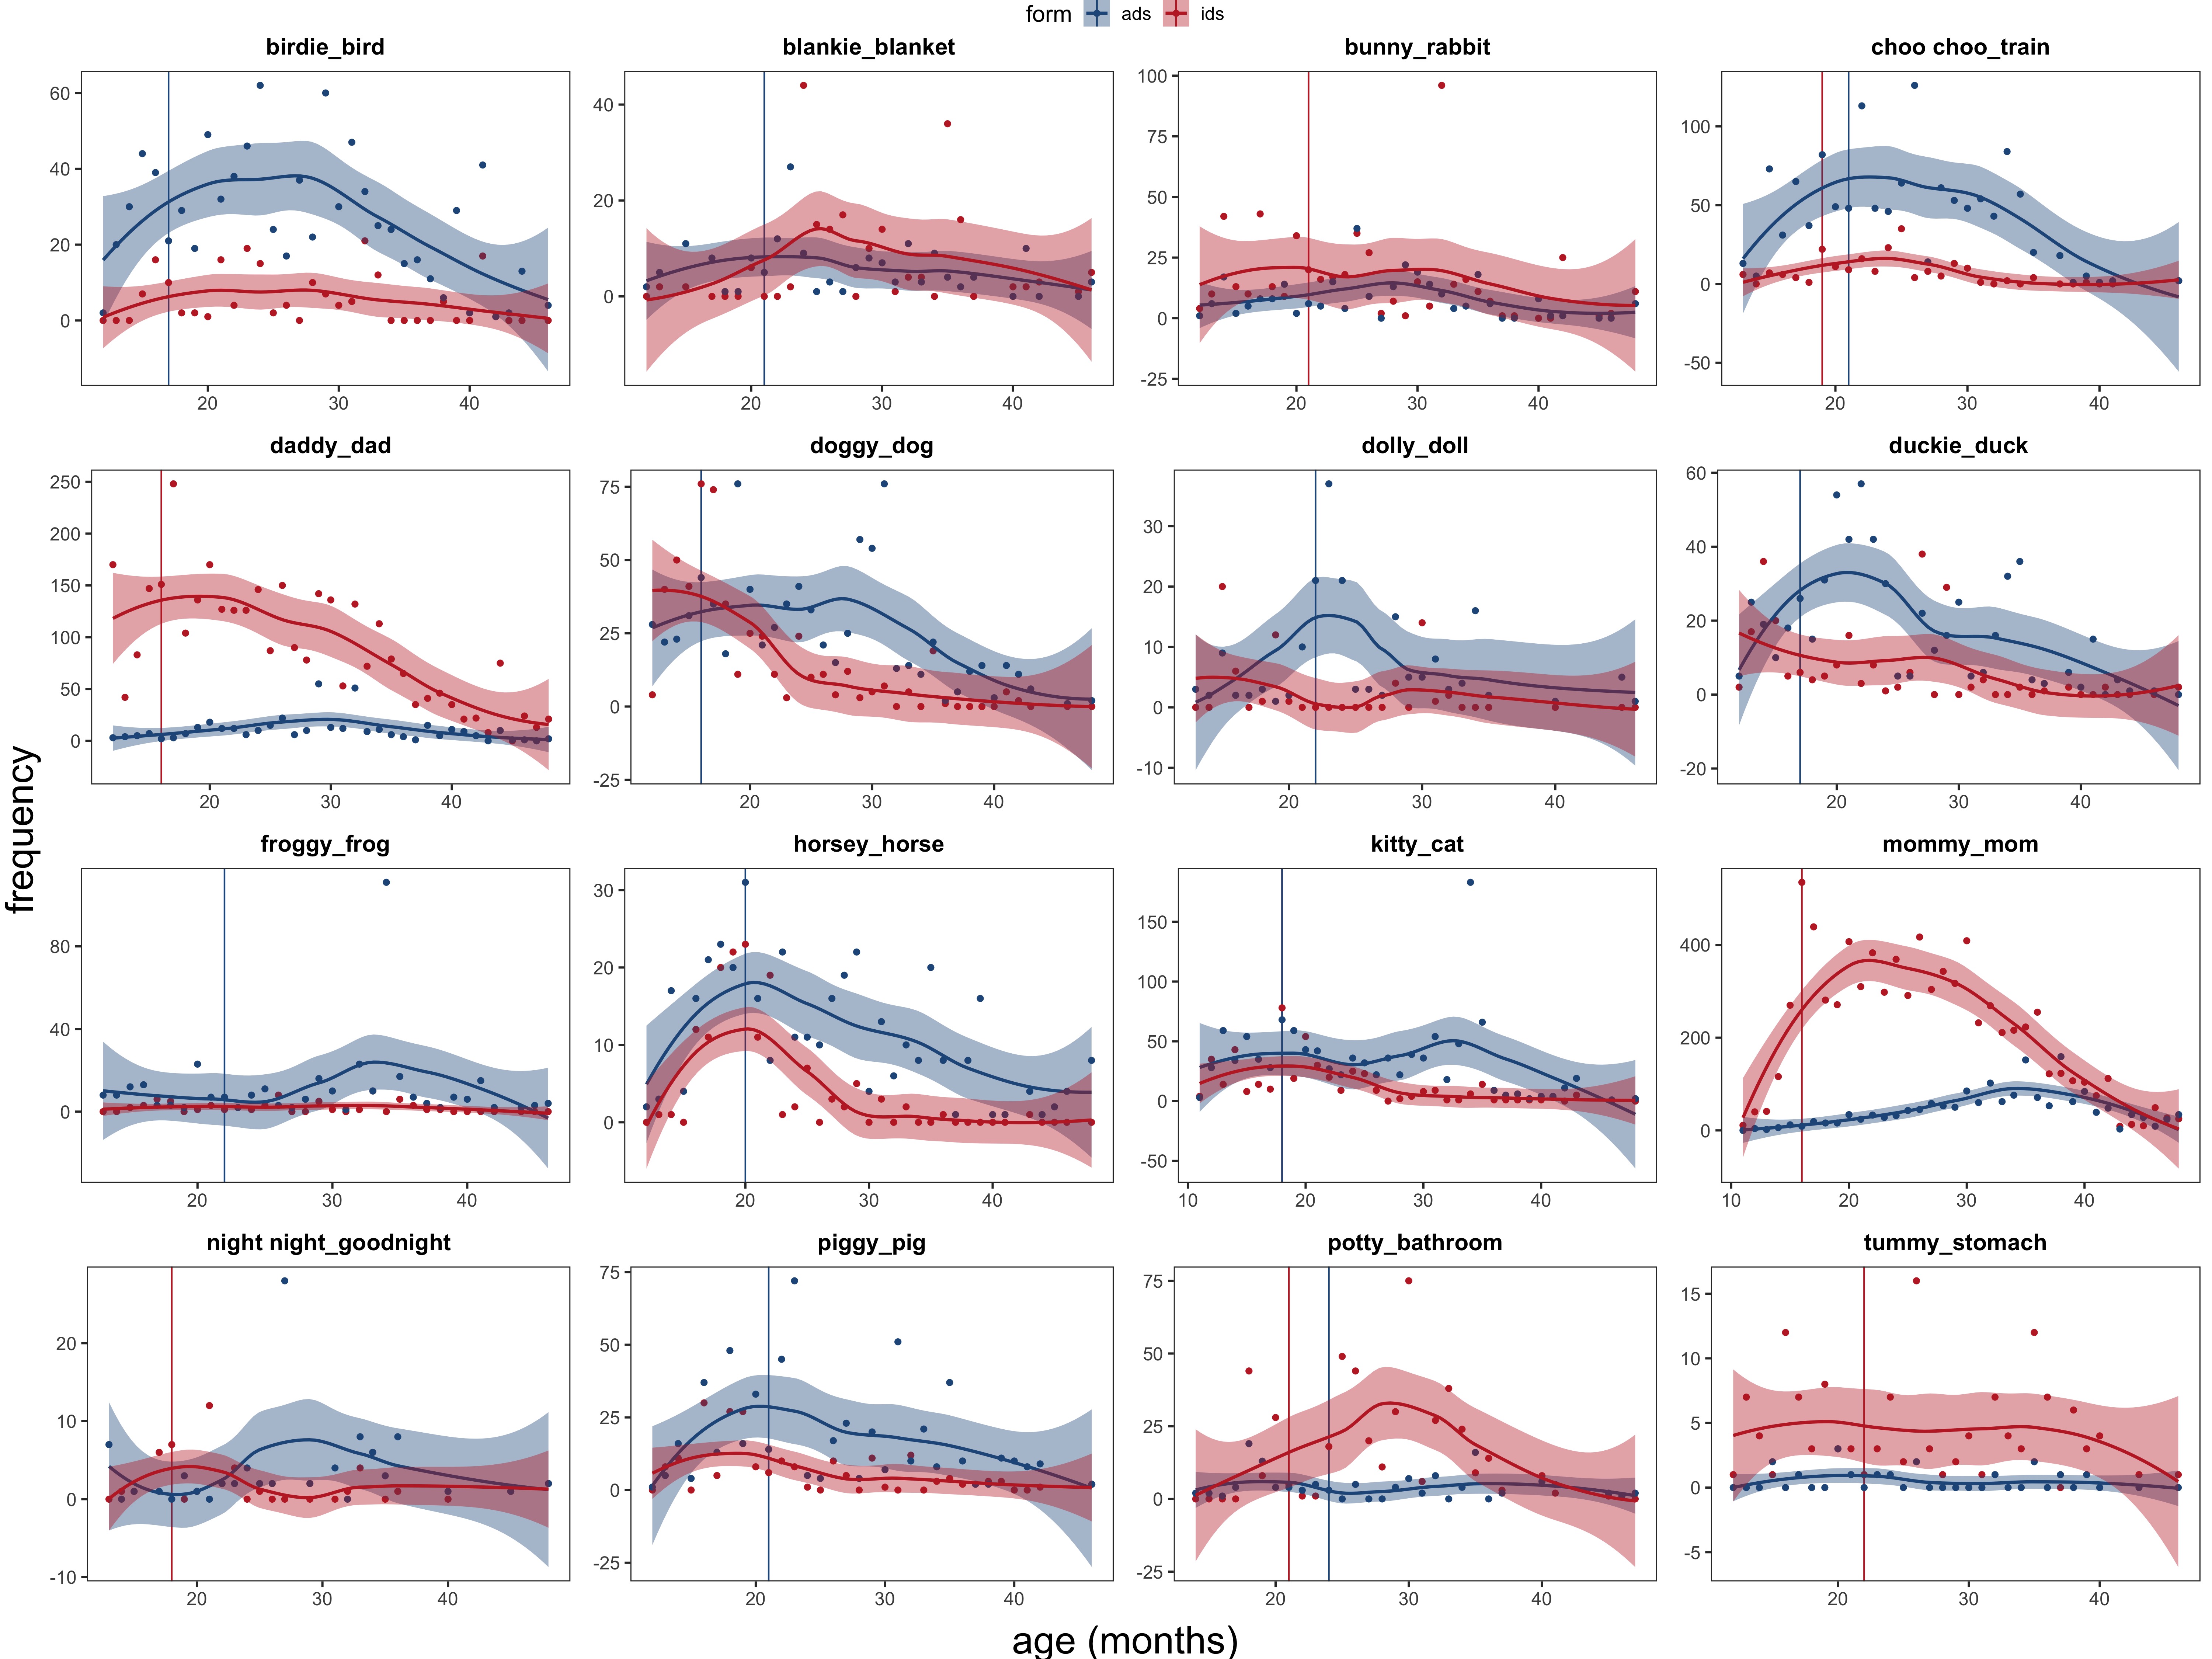 form ads ids
birdie_bird blankie_blanket bunny_rabbit choo choo_train
60 40 20 0
40 20 0
100 75 50 25 0 -25
100 50 0 -50
20 30 40 20 30 40 20 30 40 20 30 40
daddy_dad doggy_dog dolly_doll duckie_duck
250 200 150 100 50 0
75 50 25 0 -25
30 20 10 0 -10
60 40 20 0 -20
20 30 40 20 30 40 20 30 40 20 30 40
frequency
froggy_frog horsey_horse kitty_cat mommy_mom
80 40 0
30 20 10 0
150 100 50 0 -50
400 200 0
20 30 40 20 30 40 10 20 30 40 10 20 30 40
night night_goodnight piggy_pig potty_bathroom tummy_stomach
20 10 0 -10
75 50 25 0 -25
75 50 25 0 -25
15 10 5 0 -5
20 30 40 20 30 40 20 30 40 20 30 40
age (months)